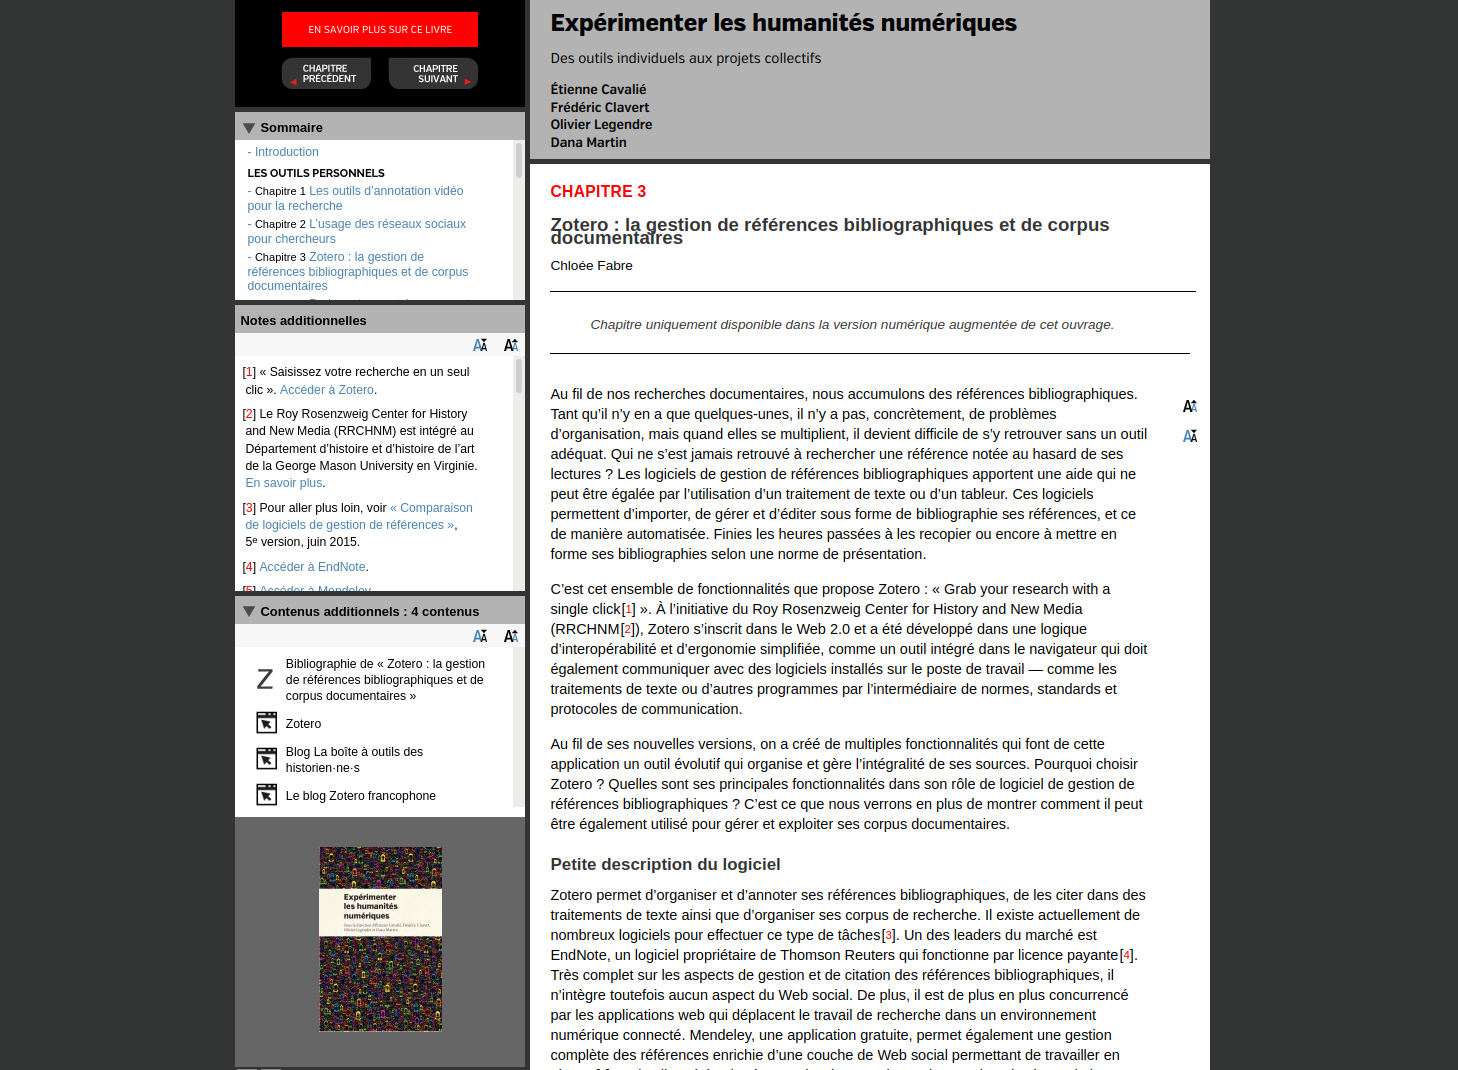 EN SAVOIR PLUS SUR CE LIVRE
CHAPITRE
PRÉCÉDENT
CHAPITRE
SUIVANT
Sommaire
- Introduction
LES OUTILS PERSONNELS
- Chapitre 1 Les outils d’annotation vidéo
pour la recherche
- Chapitre 2 L’usage des réseaux sociaux
pour chercheurs
- Chapitre 3 Zotero : la gestion de
références bibliographiques et de corpus
documentaires
Notes additionnelles
[1] « Saisissez votre recherche en un seul
clic ». Accéder à Zotero.
[2] Le Roy Rosenzweig Center for History
and New Media (RRCHNM) est intégré au
Département d’histoire et d’histoire de l’art
de la George Mason University en Virginie.
En savoir plus.
[3] Pour aller plus loin, voir « Comparaison
de logiciels de gestion de références »,
5e version, juin 2015.
[4] Accéder à EndNote.
[5] Accéder à Mendeley
Contenus additionnels : 4 contenus
Bibliographie de « Zotero : la gestion
de références bibliographiques et de
corpus documentaires »
Zotero
Blog La boîte à outils des
historien·ne·s
Le blog Zotero francophone
Expérimenter
les humanités
numériques
Expérimenter les humanités numériques
Des outils individuels aux projets collectifs
Étienne Cavalié
Frédéric Clavert
Olivier Legendre
Dana Martin
CHAPITRE 3
Zotero : la gestion de références bibliographiques et de corpus
documentaires
Chloée Fabre
Chapitre uniquement disponible dans la version numérique augmentée de cet ouvrage.
Au fil de nos recherches documentaires, nous accumulons des références bibliographiques.
Tant qu’il n’y en a que quelques-unes, il n’y a pas, concrètement, de problèmes
d’organisation, mais quand elles se multiplient, il devient difficile de s’y retrouver sans un outil
adéquat. Qui ne s’est jamais retrouvé à rechercher une référence notée au hasard de ses
lectures ? Les logiciels de gestion de références bibliographiques apportent une aide qui ne
peut être égalée par l’utilisation d’un traitement de texte ou d’un tableur. Ces logiciels
permettent d’importer, de gérer et d’éditer sous forme de bibliographie ses références, et ce
de manière automatisée. Finies les heures passées à les recopier ou encore à mettre en
forme ses bibliographies selon une norme de présentation.
C’est cet ensemble de fonctionnalités que propose Zotero : « Grab your research with a
single click[1] ». À l’initiative du Roy Rosenzweig Center for History and New Media
(RRCHNM[2]), Zotero s’inscrit dans le Web 2.0 et a été développé dans une logique
d’interopérabilité et d’ergonomie simplifiée, comme un outil intégré dans le navigateur qui doit
également communiquer avec des logiciels installés sur le poste de travail — comme les
traitements de texte ou d’autres programmes par l’intermédiaire de normes, standards et
protocoles de communication.
Au fil de ses nouvelles versions, on a créé de multiples fonctionnalités qui font de cette
application un outil évolutif qui organise et gère l’intégralité de ses sources. Pourquoi choisir
Zotero ? Quelles sont ses principales fonctionnalités dans son rôle de logiciel de gestion de
références bibliographiques ? C’est ce que nous verrons en plus de montrer comment il peut
être également utilisé pour gérer et exploiter ses corpus documentaires.
Petite description du logiciel
Zotero permet d’organiser et d’annoter ses références bibliographiques, de les citer dans des
traitements de texte ainsi que d’organiser ses corpus de recherche. Il existe actuellement de
nombreux logiciels pour effectuer ce type de tâches[3]. Un des leaders du marché est
EndNote, un logiciel propriétaire de Thomson Reuters qui fonctionne par licence payante[4].
Très complet sur les aspects de gestion et de citation des références bibliographiques, il
n’intègre toutefois aucun aspect du Web social. De plus, il est de plus en plus concurrencé
par les applications web qui déplacent le travail de recherche dans un environnement
numérique connecté. Mendeley, une application gratuite, permet également une gestion
complète des références enrichie d’une couche de Web social permettant de travailler en